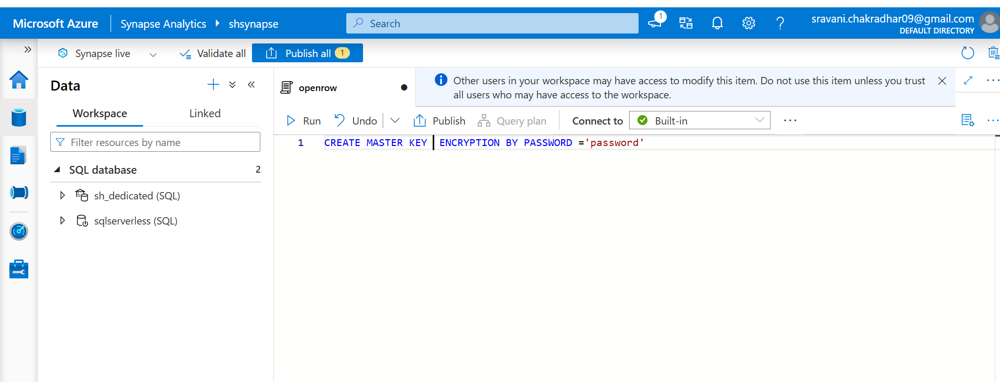 Microsoft Azure
Synapse Analytics
shsynapse
Search
1
sravani.chakradhar09@gmail.com
DEFAULT DIRECTORY
Synapse live
Validate all
Publish all 1
Data
Workspace
Linked
Filter resources by name
SQL database 2
sh_dedicated (SQL)
sqlserverless (SQL)
openrow
Other users in your workspace may have access to modify this item. Do not use this item unless you trust
all users who may have access to the workspace.
Run
Undo
Publish
Query plan
Connect to
Built-in
1 CREATE MASTER KEY ENCRYPTION BY PASSWORD ='password'